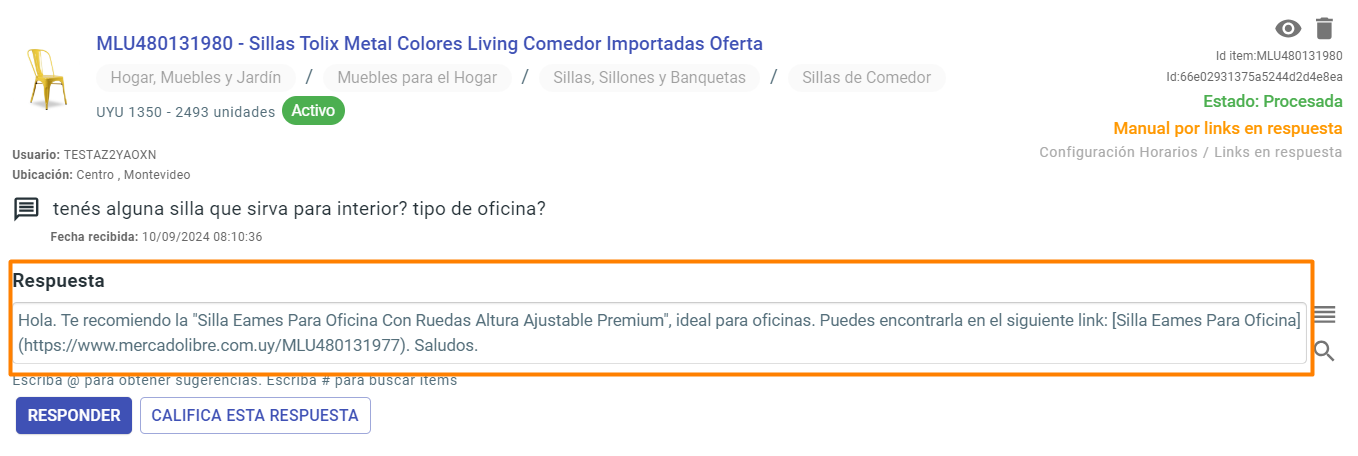 MLU480131980 - Sillas Tolix Metal Colores Living Comedor Importadas Oferta
Id item:MLU480131980
Hogar, Muebles y Jardín / Muebles para el Hogar / Sillas, Sillones y Banquetas / Sillas de Comedor
Id:66e02931375a5244d2d4e8ea
UYU 1350 - 2493 unidades Activo
Estado: Procesada
Manual por links en respuesta
Configuración Horarios / Links en respuesta
Usuario: TESTAZ2YAOXN
Ubicación: Centro , Montevideo
tenés alguna silla que sirva para interior? tipo de oficina?
Fecha recibida: 10/09/2024 08:10:36
Respuesta
Hola. Te recomiendo la "Silla Eames Para Oficina Con Ruedas Altura Ajustable Premium", ideal para oficinas. Puedes encontrarla en el siguiente link: [Silla Eames Para Oficina]
(https://www.mercadolibre.com.uy/MLU480131977). Saludos.
Escriba @ para obtener sugerencias. Escriba # para buscar items
RESPONDER CALIFICA ESTA RESPUESTA